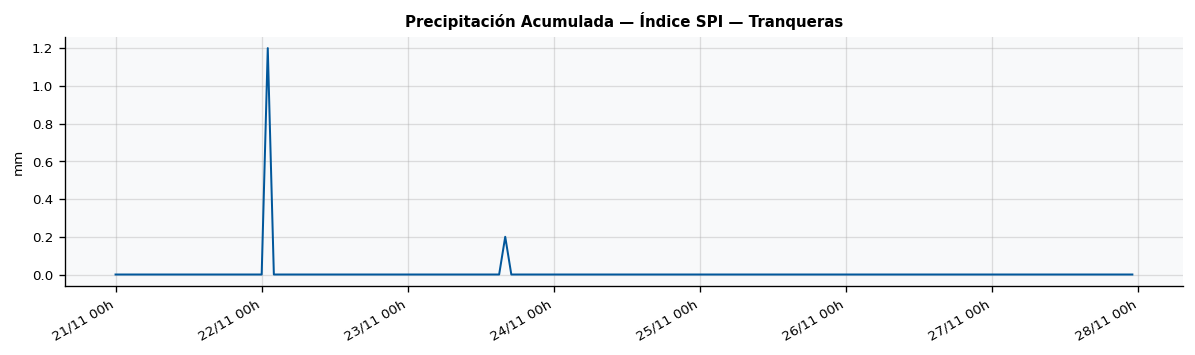 Precipitación Acumulada — Índice SPI — Tranqueras
mm
1.2
1.0
0.8
0.6
0.4
0.2
0.0
21/11 00h
22/11 00h
23/11 00h
24/11 00h
25/11 00h
26/11 00h
27/11 00h
28/11 00h